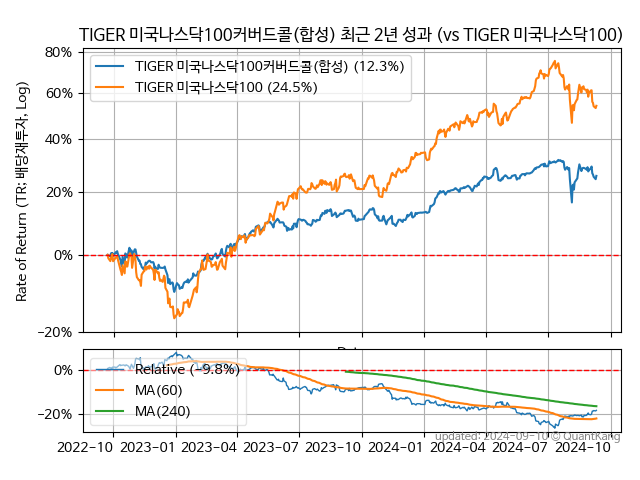 TIGER 미국나스닥100커버드콜(합성) 최근 2년 성과 (vs TIGER 미국나스닥100)
80%
60%
40%
20%
0%
−20%
Rate of Return (TR: 배당재투자, Log)
TIGER 미국나스닥100커버드콜(합성) (12.3%)
TIGER 미국나스닥100 (24.5%)
0%
−20%
Relative (−9.8%)
MA(60)
MA(240)
updated: 2024-09-10 © QuantKang
2022-10 2023-01 2023-04 2023-07 2023-10 2024-01 2024-04 2024-07 2024-10